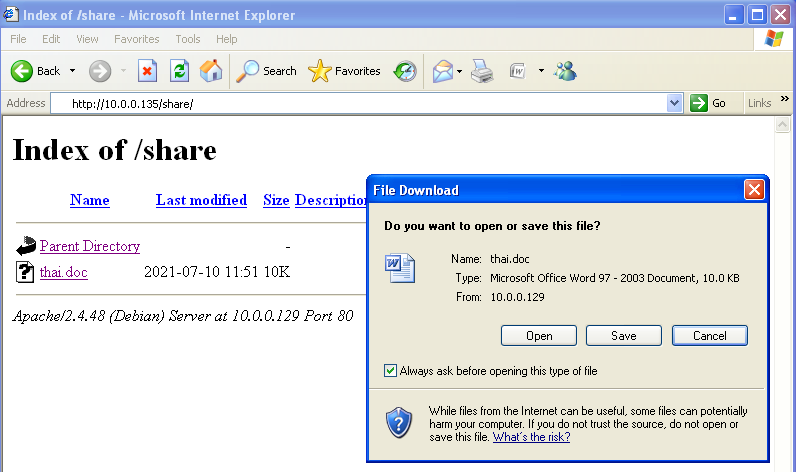 Index of /share - Microsoft Internet Explorer
File Edit View Favorites Tools Help
Back Search Favorites
Address http://10.0.0.135/share/ Go Links »
Index of /share
Name Last modified Size Description
Parent Directory -
thai.doc 2021-07-10 11:51 10K
Apache/2.4.48 (Debian) Server at 10.0.0.129 Port 80
File Download
Do you want to open or save this file?
Name: thai.doc
Type: Microsoft Office Word 97 - 2003 Document, 10.0 KB
From: 10.0.0.129
Open Save Cancel
Always ask before opening this type of file
While files from the Internet can be useful, some files can potentially
harm your computer. If you do not trust the source, do not open or
save this file. What's the risk?